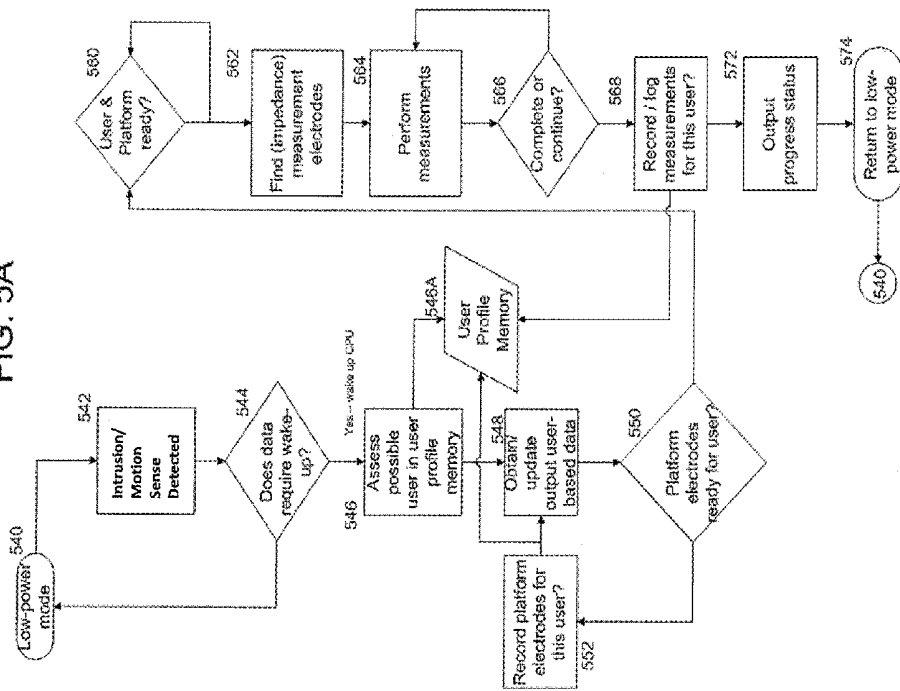 FIG. 5A
540
Low-power
mode
542
Intrusion/
Motion
Sense
Detected
544
Does data
require wake-
up?
Yes – wake up CPU
546
Assess
possible
user in user
profile
memory
546A
User
Profile
Memory
548
Obtain/
update
output user-
based data
550
Platform
electrodes
ready for user?
Record platform
electrodes for
this user?
552
560
User &
Platform
ready?
562
Find (impedance)
measurement
electrodes
564
Perform
measurements
566
Complete or
continue?
568
Record / log
measurements
for this user?
572
Output
progress status
574
Return to low-
power mode
540